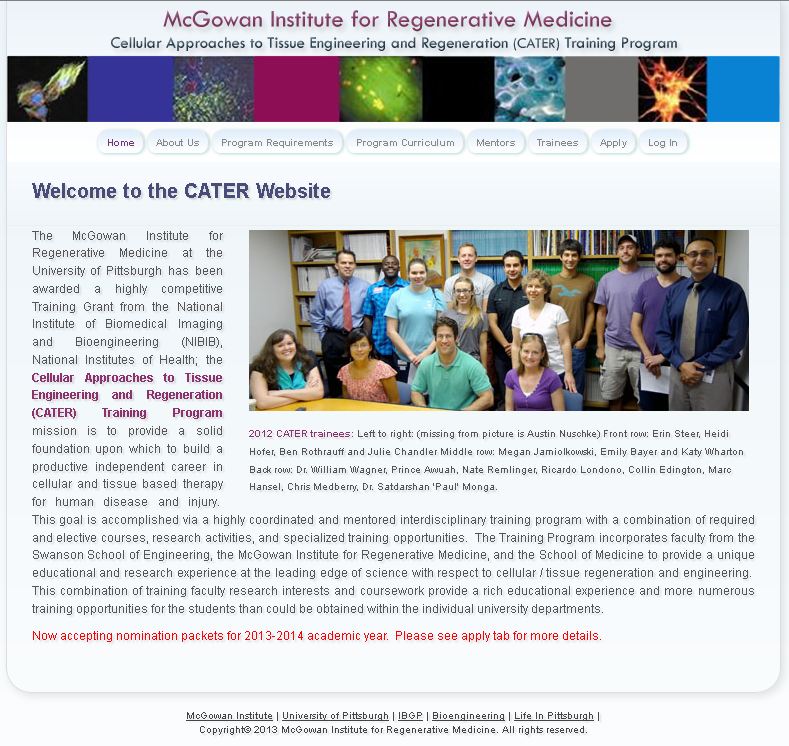 McGowan Institute for Regenerative Medicine
Cellular Approaches to Tissue Engineering and Regeneration (CATER) Training Program
Home
About Us
Program Requirements
Program Curriculum
Mentors
Trainees
Apply
Log In
Welcome to the CATER Website
The McGowan Institute for
Regenerative Medicine at the
University of Pittsburgh has been
awarded a highly competitive
Training Grant from the National
Institute of Biomedical Imaging
and Bioengineering (NIBIB),
National Institutes of Health; the
Cellular Approaches to Tissue
Engineering and Regeneration
(CATER) Training Program
mission is to provide a solid
foundation upon which to build a
productive independent career in
cellular and tissue based therapy
for human disease and injury.
This goal is accomplished via a highly coordinated and mentored interdisciplinary training program with a combination of required
and elective courses, research activities, and specialized training opportunities. The Training Program incorporates faculty from the
Swanson School of Engineering, the McGowan Institute for Regenerative Medicine, and the School of Medicine to provide a unique
educational and research experience at the leading edge of science with respect to cellular / tissue regeneration and engineering.
This combination of training faculty research interests and coursework provide a rich educational experience and more numerous
training opportunities for the students than could be obtained within the individual university departments.
2012 CATER trainees: Left to right: (missing from picture is Austin Nuschke) Front row: Erin Steer, Heidi
Hofer, Ben Rothrauff and Julie Chandler Middle row: Megan Jamiolkowski, Emily Bayer and Katy Wharton
Back row: Dr. William Wagner, Prince Awuah, Nate Remlinger, Ricardo Londono, Collin Edington, Marc
Hansel, Chris Medberry, Dr. Satdarshan 'Paul' Monga.
Now accepting nomination packets for 2013-2014 academic year. Please see apply tab for more details.
McGowan Institute | University of Pittsburgh | IBGP | Bioengineering | Life In Pittsburgh |
Copyright© 2013 McGowan Institute for Regenerative Medicine. All rights reserved.